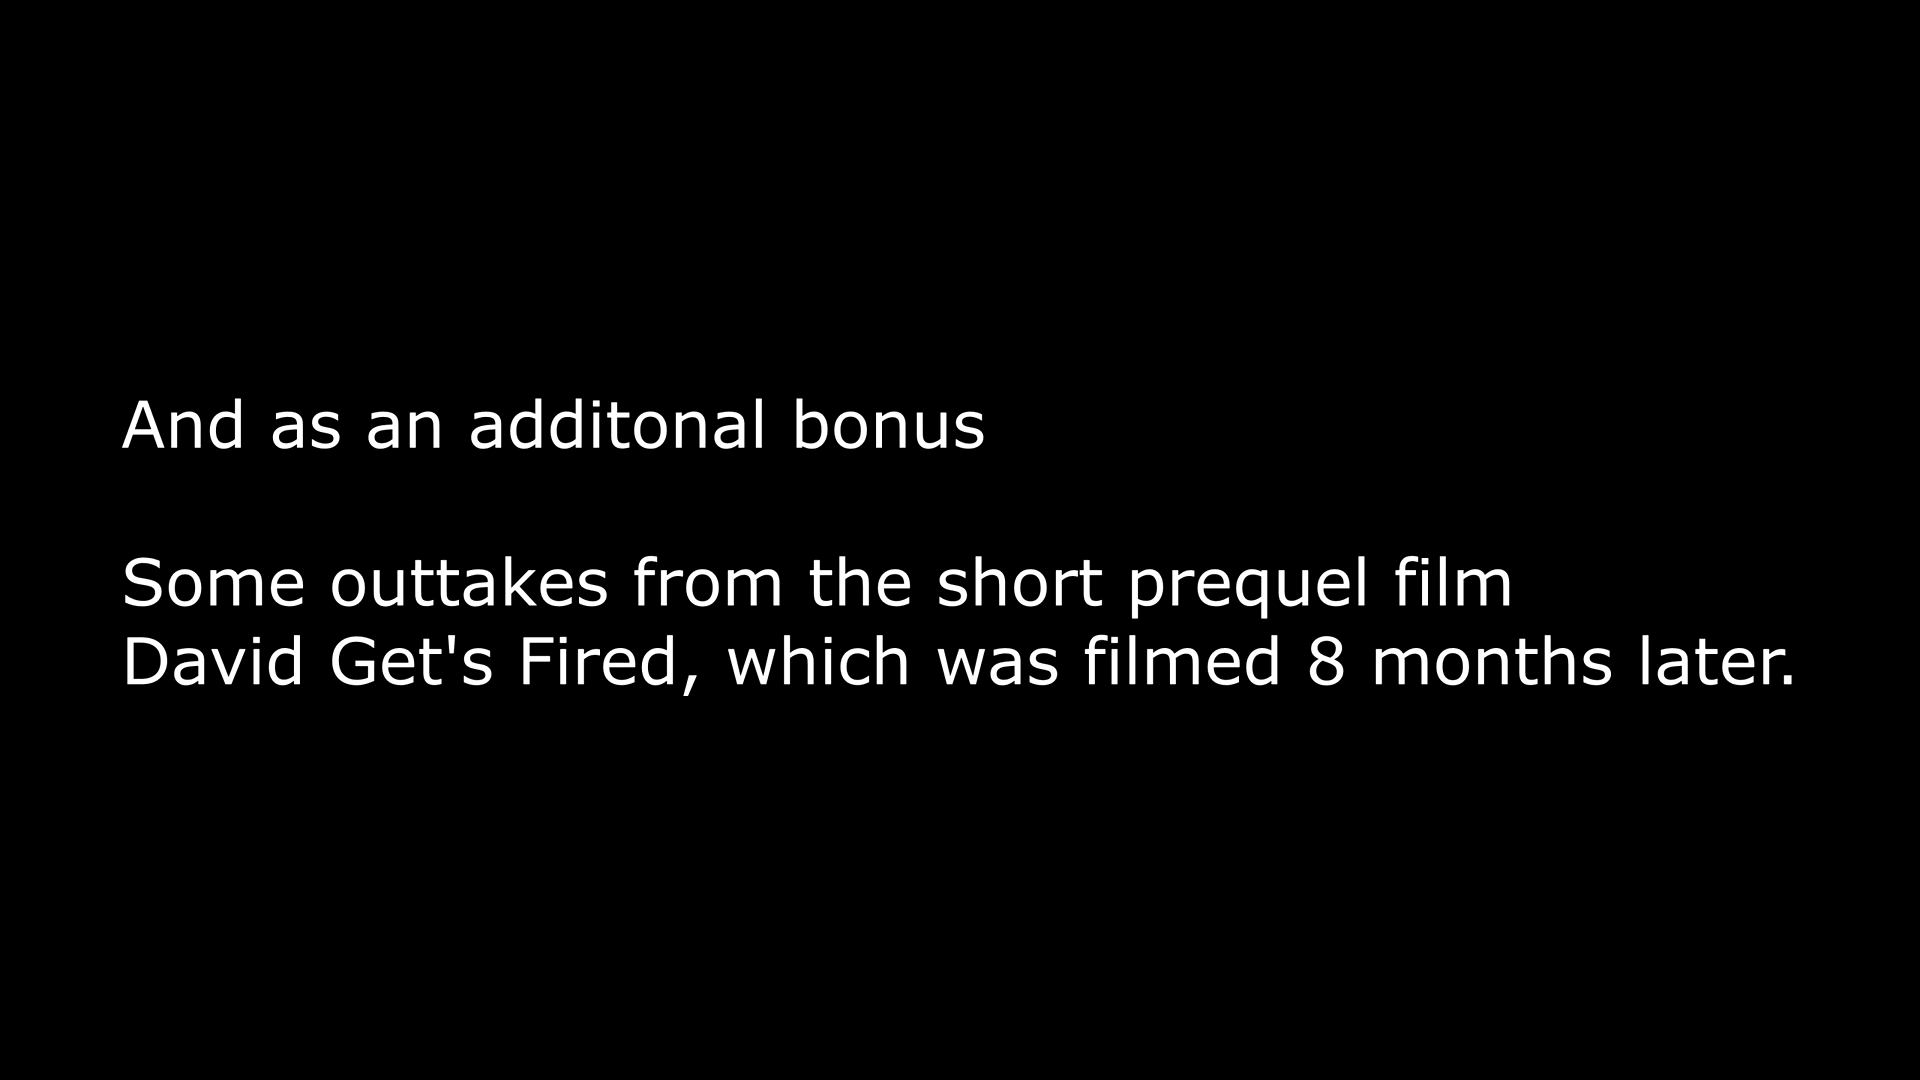 And as an additonal bonus
Some outtakes from the short prequel film
David Get's Fired, which was filmed 8 months later.